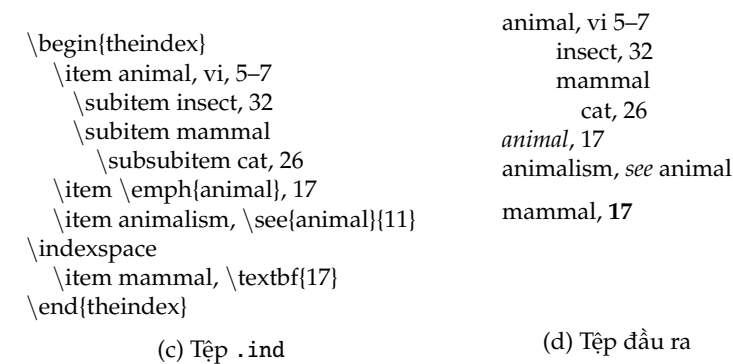 \begin{theindex}
\item animal, vi, 5–7
\subitem insect, 32
\subitem mammal
\subsubitem cat, 26
\item \emph{animal}, 17
\item animalism, \see{animal}{11}
\indexspace
\item mammal, \textbf{17}
\end{theindex}
(c) Tệp .ind
animal, vi 5–7
insect, 32
mammal
cat, 26
animal, 17
animalism, see animal
mammal, 17
(d) Tệp đầu ra